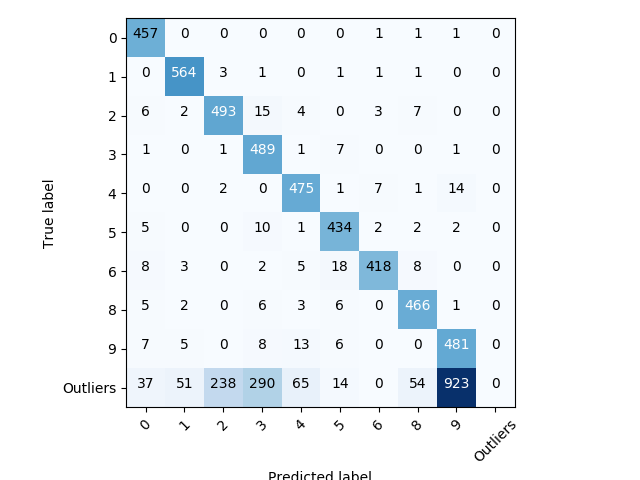 0 457 0 0 0 0 0 1 1 1 0
1 0 564 3 1 0 1 1 1 0 0
2 6 2 493 15 4 0 3 7 0 0
3 1 0 1 489 1 7 0 0 1 0
4 0 0 2 0 475 1 7 1 14 0
5 5 0 0 10 1 434 2 2 2 0
6 8 3 0 2 5 18 418 8 0 0
8 5 2 0 6 3 6 0 466 1 0
9 7 5 0 8 13 6 0 0 481 0
Outliers 37 51 238 290 65 14 0 54 923 0
True label
0 1 2 3 4 5 6 8 9 Outliers
Predicted label